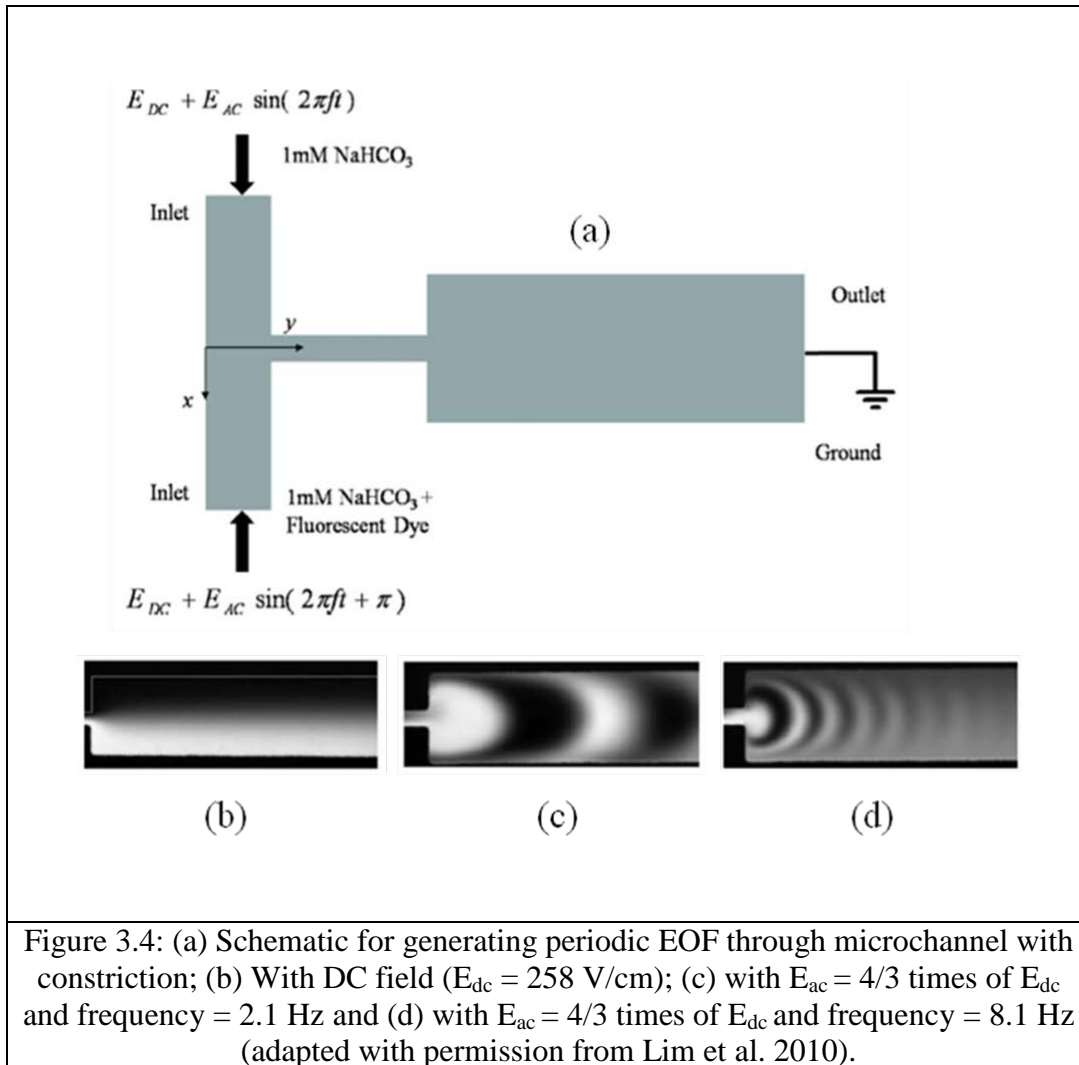 E_DC + E_AC sin( 2πft)
1mM NaHCO₃
Inlet
(a)
Outlet
y
x
Ground
Inlet
1mM NaHCO₃+
Fluorescent Dye
E_DC + E_AC sin( 2πft + π)
(b)
(c)
(d)
Figure 3.4: (a) Schematic for generating periodic EOF through microchannel with
constriction; (b) With DC field (E_dc = 258 V/cm); (c) with E_ac = 4/3 times of E_dc
and frequency = 2.1 Hz and (d) with E_ac = 4/3 times of E_dc and frequency = 8.1 Hz
(adapted with permission from Lim et al. 2010).